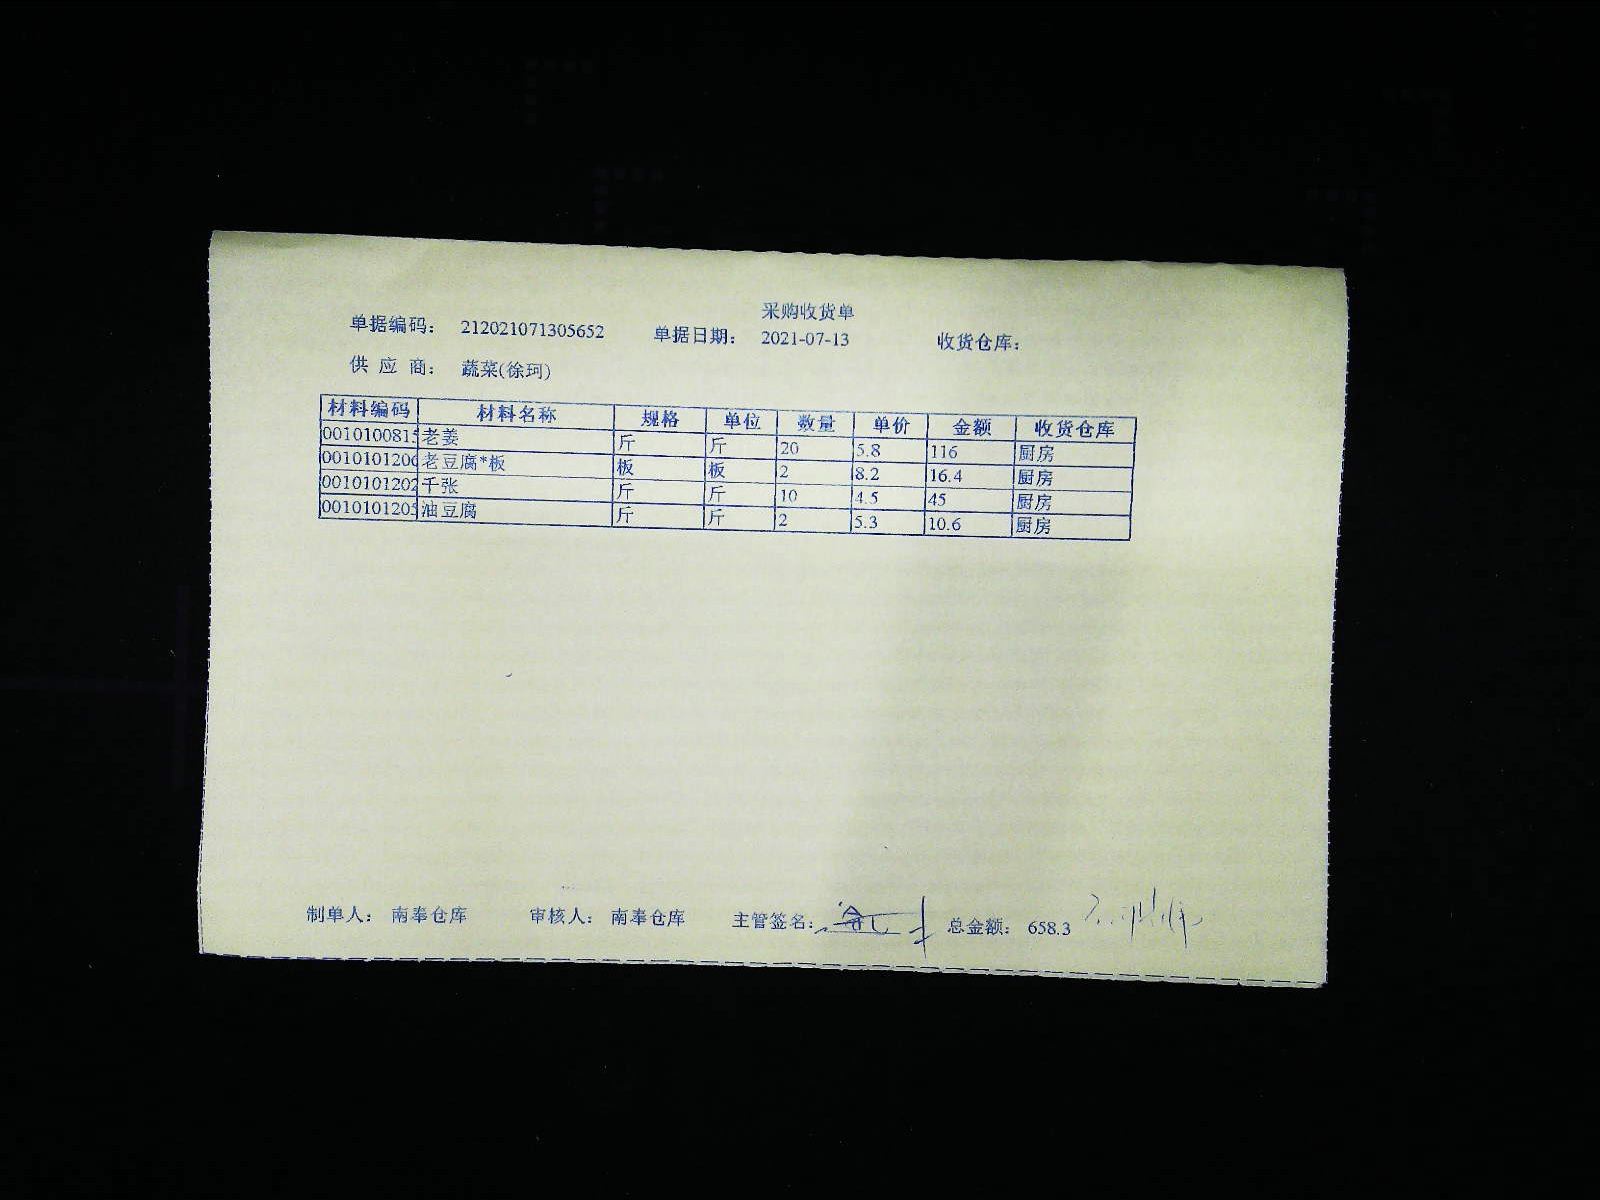 采购收货单
单据编码： 212021071305652 单据日期： 2021-07-13 收货仓库：
供 应 商： 蔬菜(徐珂)
材料编码 材料名称 规格 单位 数量 单价 金额 收货仓库
001010081 老姜 斤 斤 20 5.8 116 厨房
001010120 老豆腐*板 板 板 2 8.2 16.4 厨房
0010101202 千张 斤 斤 10 4.5 45 厨房
001010120 油豆腐 斤 斤 2 5.3 10.6 厨房
制单人： 南奉仓库 审核人： 南奉仓库 主管签名： 总金额： 658.3